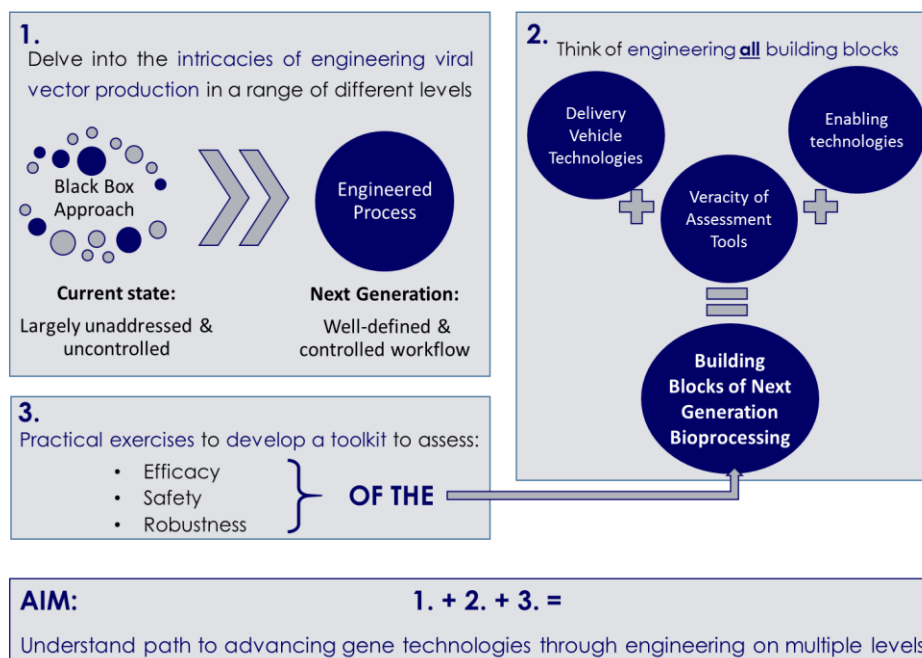 1.
Delve into the intricacies of engineering viral
vector production in a range of different levels
Black Box
Approach
Engineered
Process
Current state:
Largely unaddressed &
uncontrolled
Next Generation:
Well-defined &
controlled workflow
2.
Think of engineering all building blocks
Delivery
Vehicle
Technologies
Enabling
technologies
+
+
Veracity of
Assessment
Tools
=
Building
Blocks of Next
Generation
Bioprocessing
3.
Practical exercises to develop a toolkit to assess:
• Efficacy
• Safety
• Robustness
OF THE
AIM:
1. + 2. + 3. =
Understand path to advancing gene technologies through engineering on multiple levels